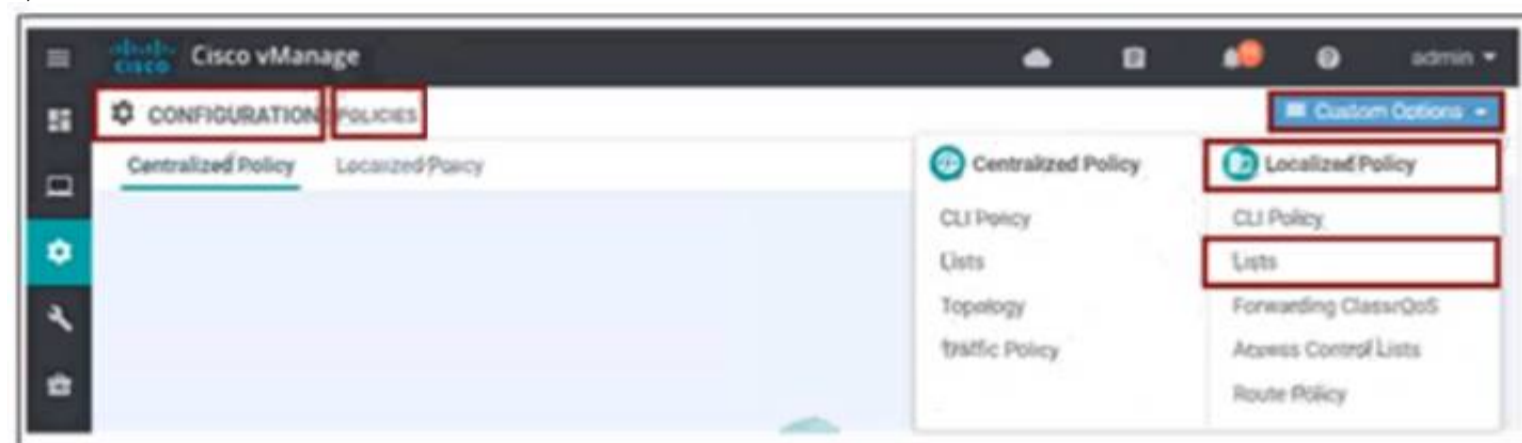 CISCO Cisco vManage admin
CONFIGURATION POLICIES Custom Options
Centralized Policy Localized Policy
Centralized Policy
CLI Policy
Lists
Topology
Traffic Policy
Localized Policy
CLI Policy
Lists
Forwarding Class/QoS
Access Control Lists
Route Policy